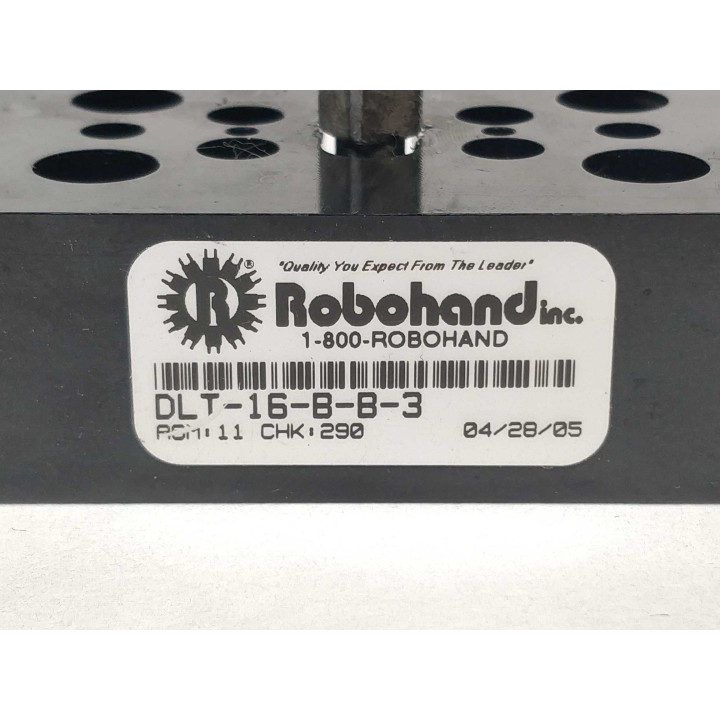 "Quality You Expect From The Leader"
R®
Robohand inc.
1-800-ROBOHAND
DLT-16-B-B-3
CHK:290 04/28/05